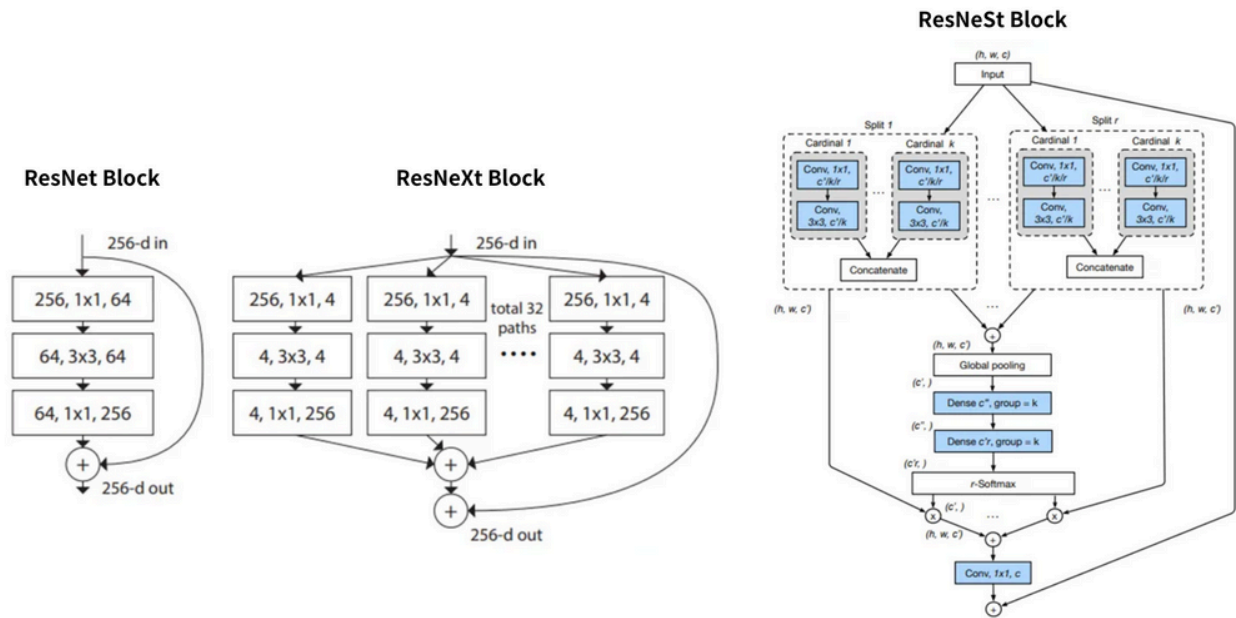 ResNet Block
256-d in
256, 1x1, 64
64, 3x3, 64
64, 1x1, 256
+
256-d out
ResNeXt Block
256-d in
256, 1x1, 4
256, 1x1, 4
256, 1x1, 4
total 32
paths
....
4, 3x3, 4
4, 3x3, 4
4, 3x3, 4
4, 1x1, 256
4, 1x1, 256
4, 1x1, 256
+
+
256-d out
ResNeSt Block
(h, w, c)
Input
Split 1
Cardinal 1
Cardinal k
Conv, 1x1,
c'/k/r
Conv,
3x3, c'/k
...
Conv, 1x1,
c'/k/r
Conv,
3x3, c'/k
Concatenate
...
Split r
Cardinal 1
Cardinal k
Conv, 1x1,
c'/k/r
Conv,
3x3, c'/k
...
Conv, 1x1,
c'/k/r
Conv,
3x3, c'/k
Concatenate
(h, w, c')
...
(h, w, c')
+
(h, w, c')
Global pooling
(c', )
Dense c'', group = k
(c'', )
Dense c'r, group = k
(c'r, )
r-Softmax
(c', )
x
...
x
(h, w, c')
+
Conv, 1x1, c
+